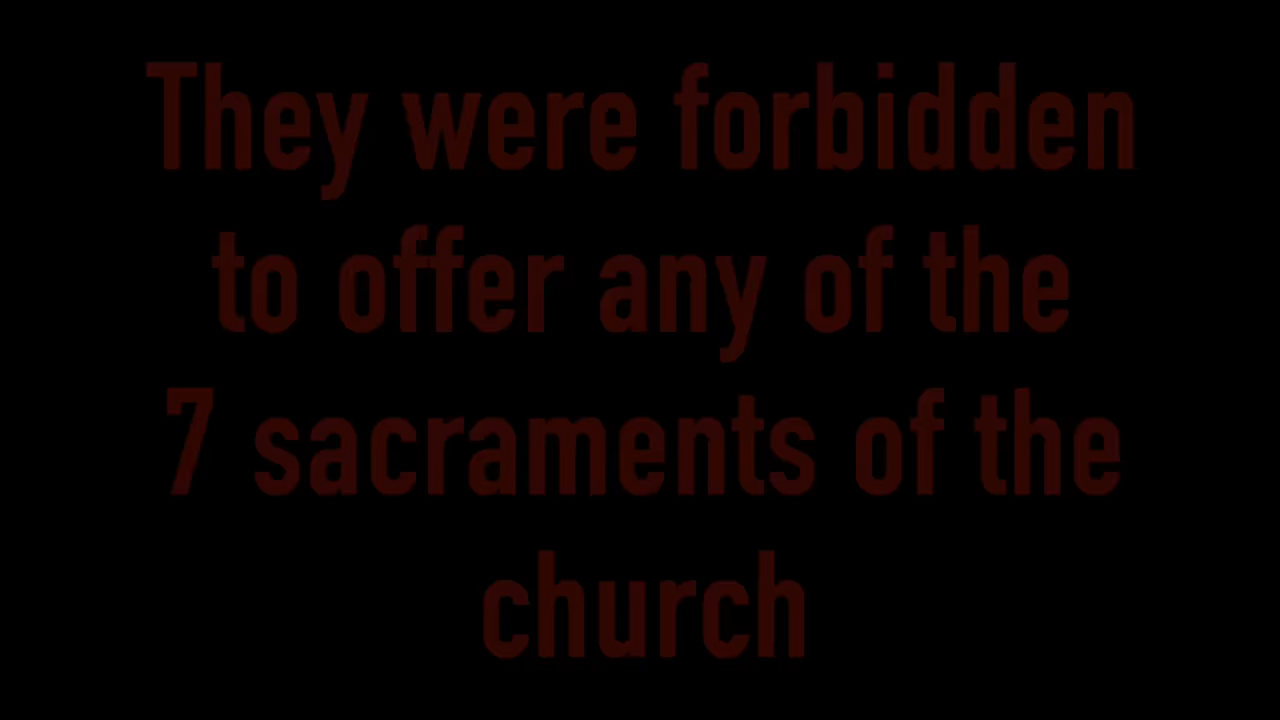 They were forbidden
to offer any of the
7 sacraments of the
church